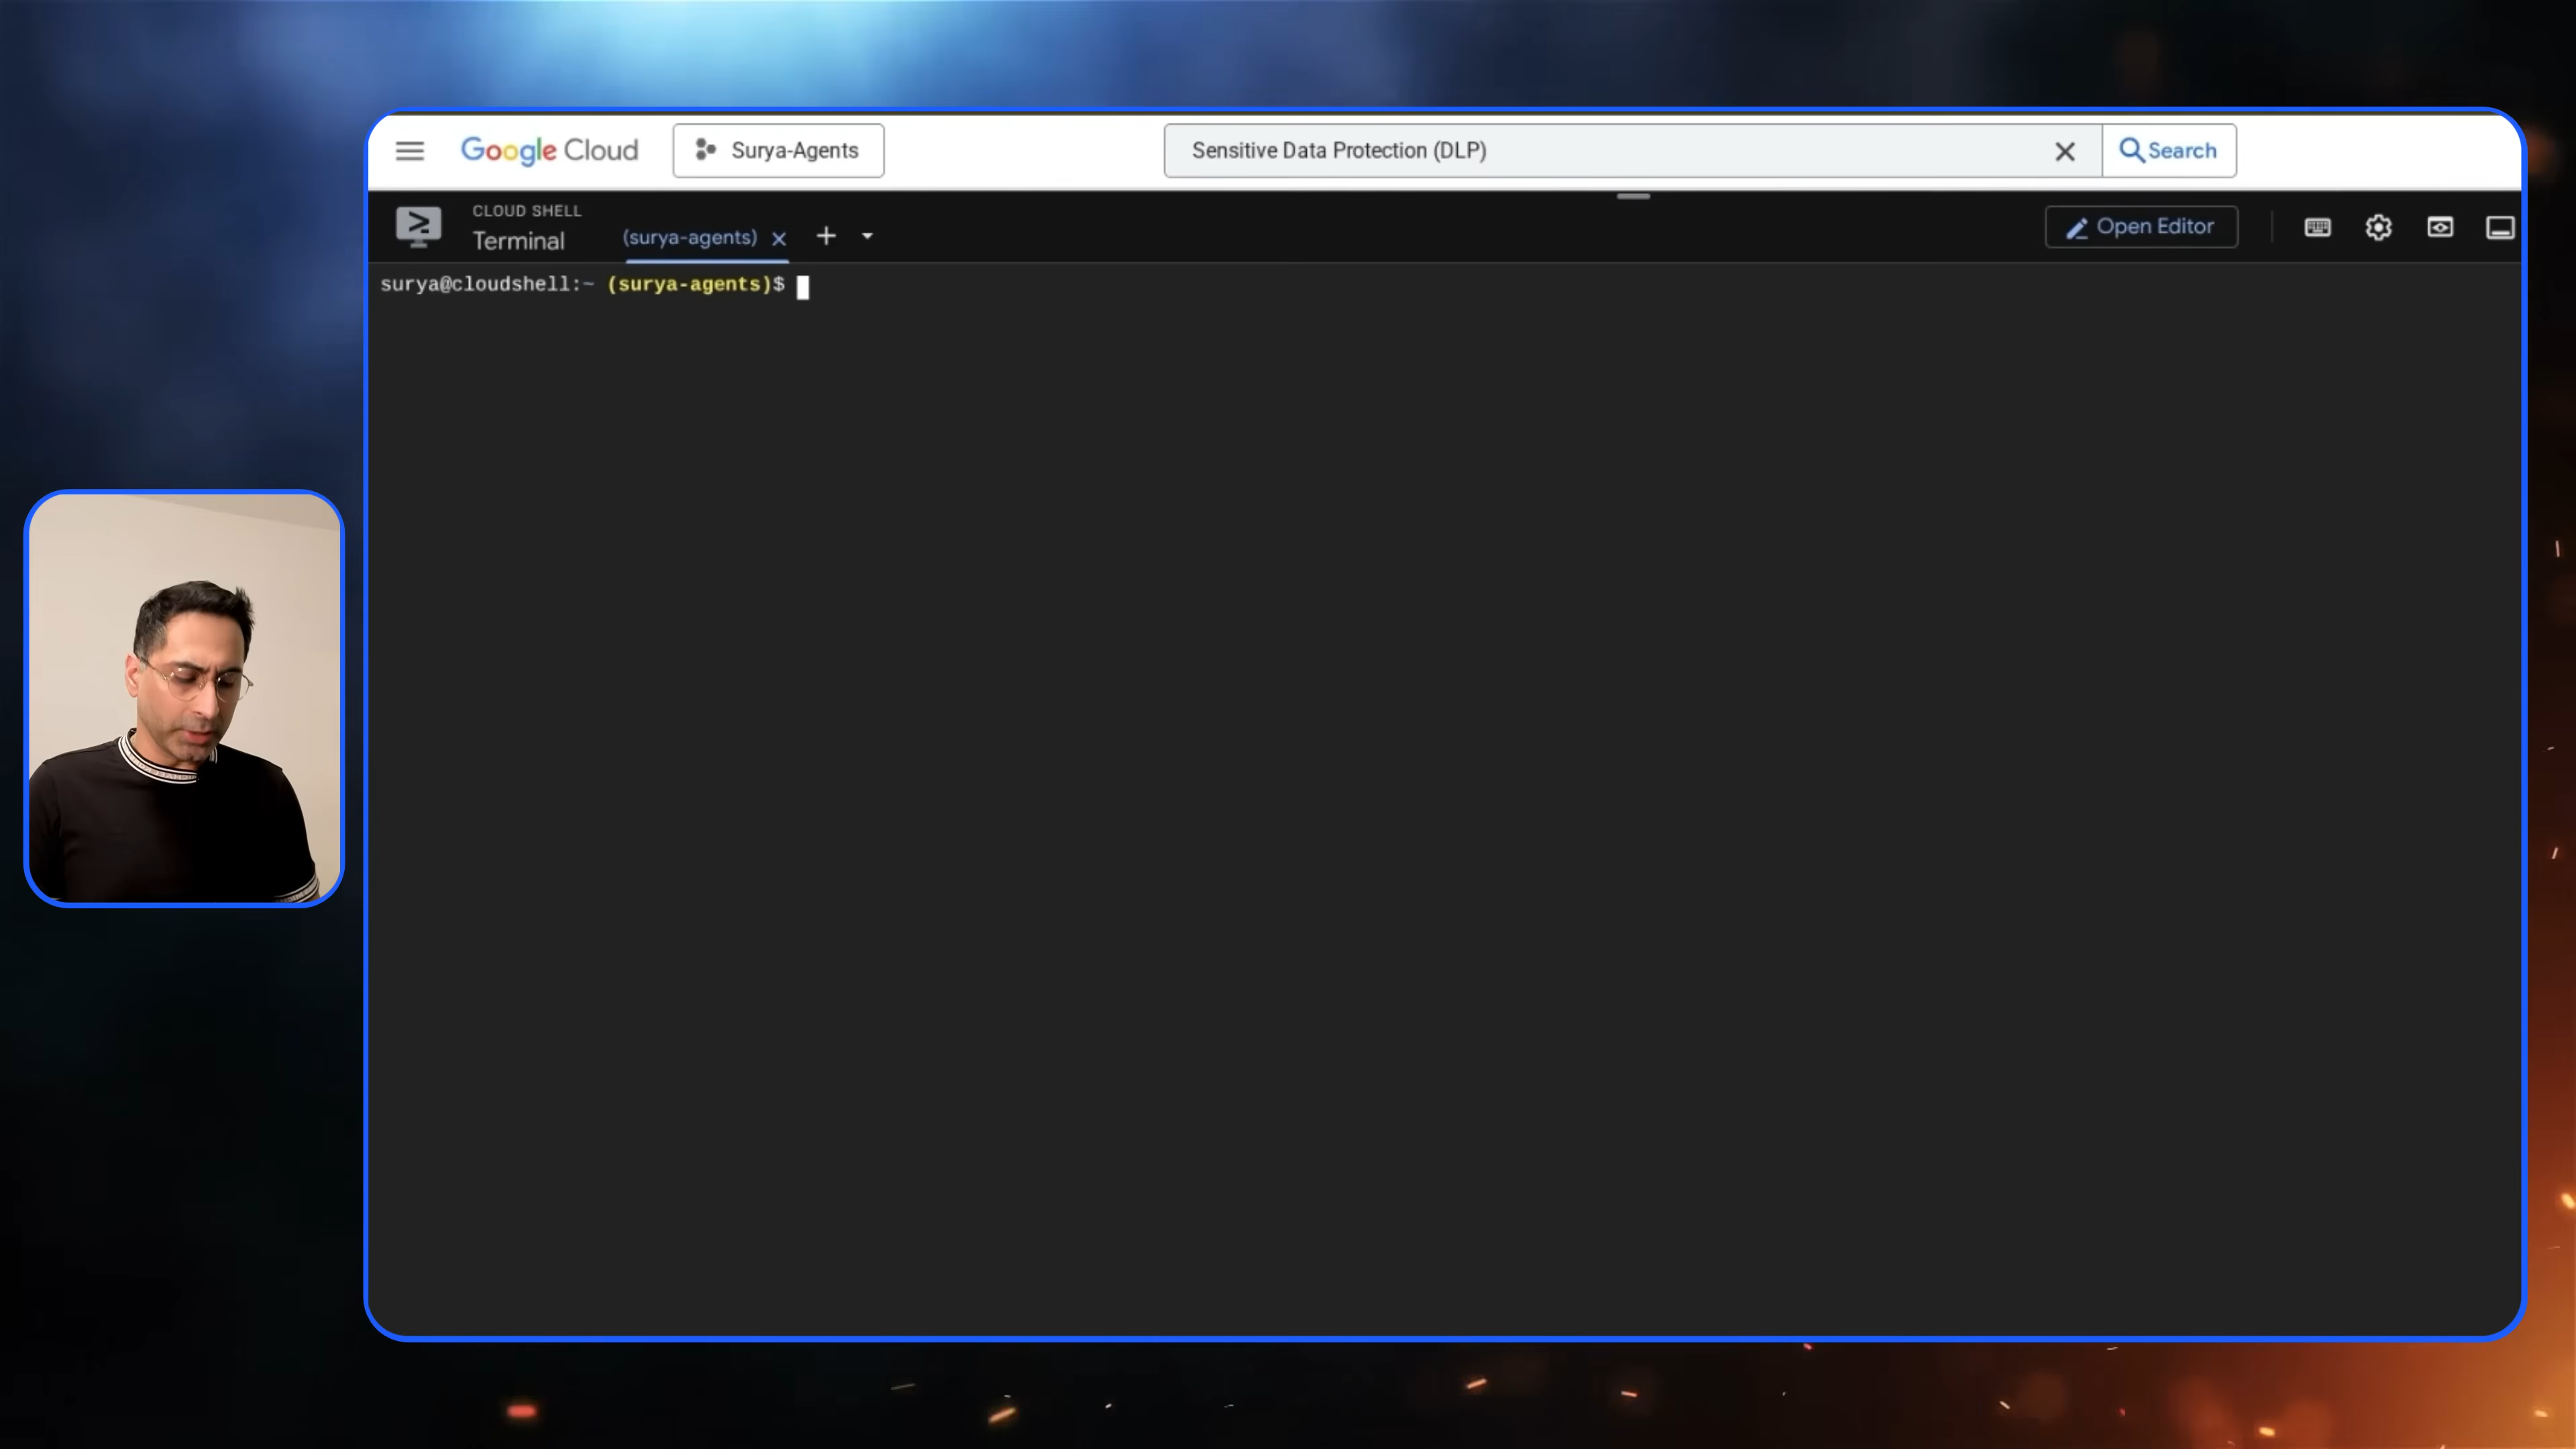 Google Cloud
Surya-Agents
Sensitive Data Protection (DLP)
Search
CLOUD SHELL
Terminal
(surya-agents)
Open Editor
surya@cloudshell:~ (surya-agents)$